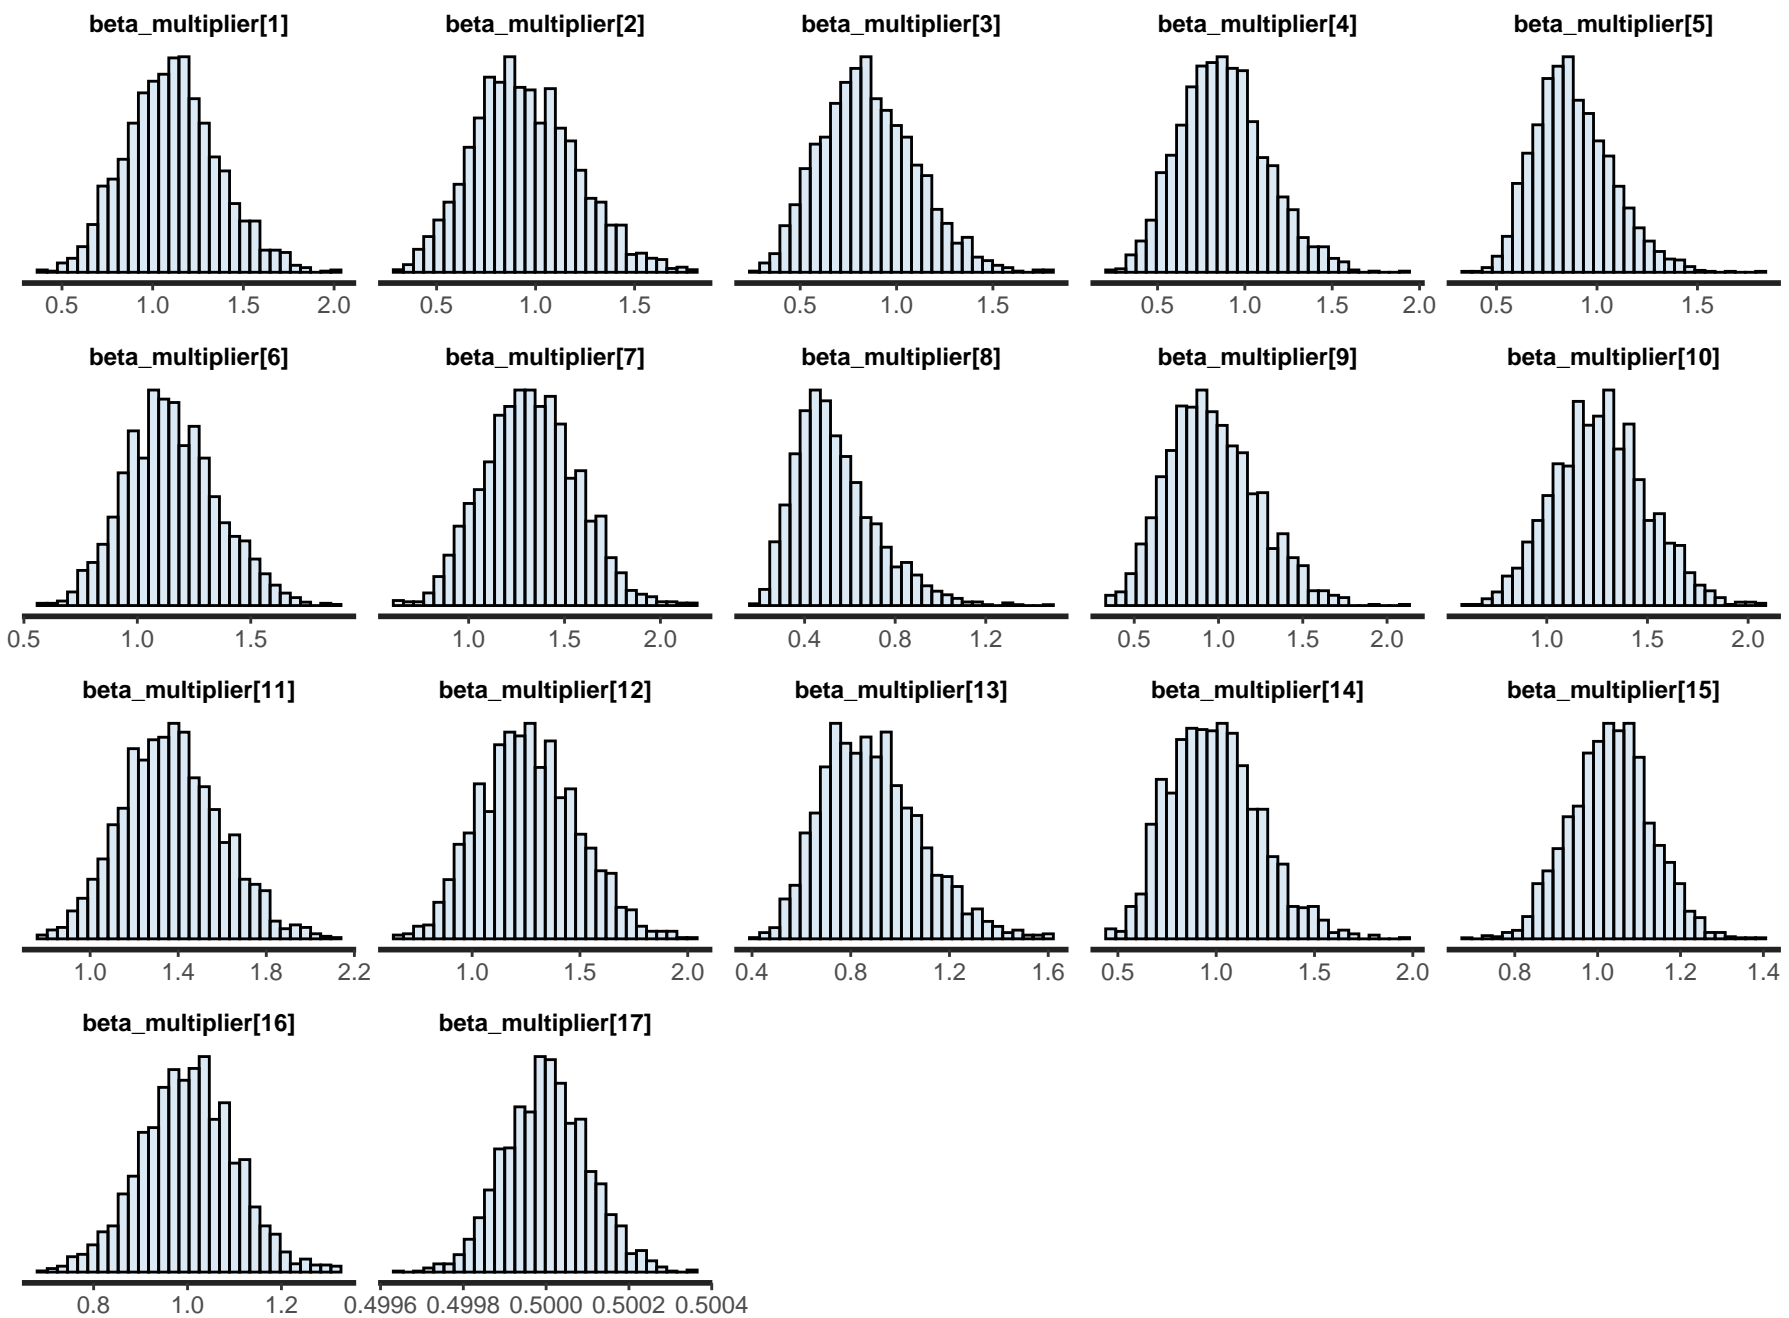 beta_multiplier[1] beta_multiplier[2] beta_multiplier[3] beta_multiplier[4] beta_multiplier[5]
0.5 1.0 1.5 2.0 0.5 1.0 1.5 0.5 1.0 1.5 0.5 1.0 1.5 2.0 0.5 1.0 1.5
beta_multiplier[6] beta_multiplier[7] beta_multiplier[8] beta_multiplier[9] beta_multiplier[10]
0.5 1.0 1.5 1.0 1.5 2.0 0.4 0.8 1.2 0.5 1.0 1.5 2.0 1.0 1.5 2.0
beta_multiplier[11] beta_multiplier[12] beta_multiplier[13] beta_multiplier[14] beta_multiplier[15]
1.0 1.4 1.8 2.2 1.0 1.5 2.0 0.4 0.8 1.2 1.6 0.5 1.0 1.5 2.0 0.8 1.0 1.2 1.4
beta_multiplier[16] beta_multiplier[17]
0.8 1.0 1.2 0.4996 0.4998 0.5000 0.5002 0.5004